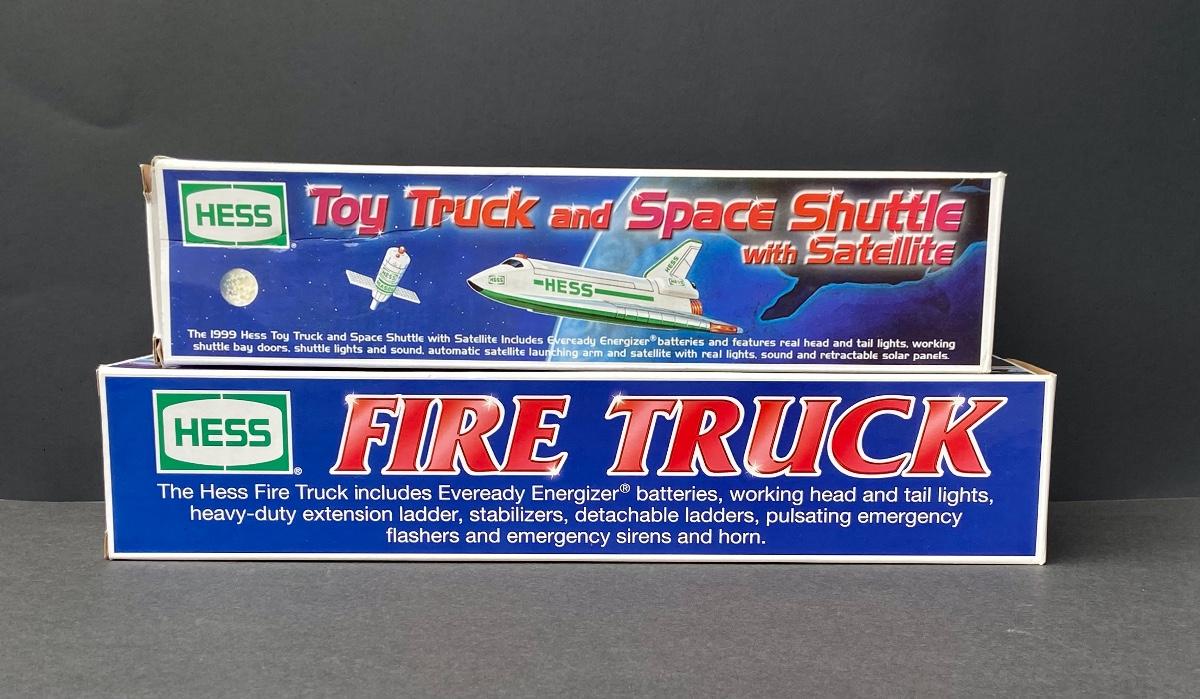 HESS
Toy Truck and Space Shuttle
with Satellite
HESS
HESS
HESS
The 1999 Hess Toy Truck and Space Shuttle with Satellite Includes Eveready Energizer® batteries and features real head and tail lights, working
shuttle bay doors, shuttle lights and sound, automatic satellite launching arm and satellite with real lights, sound and retractable solar panels.
HESS
®
FIRE TRUCK
The Hess Fire Truck includes Eveready Energizer® batteries, working head and tail lights,
heavy-duty extension ladder, stabilizers, detachable ladders, pulsating emergency
flashers and emergency sirens and horn.